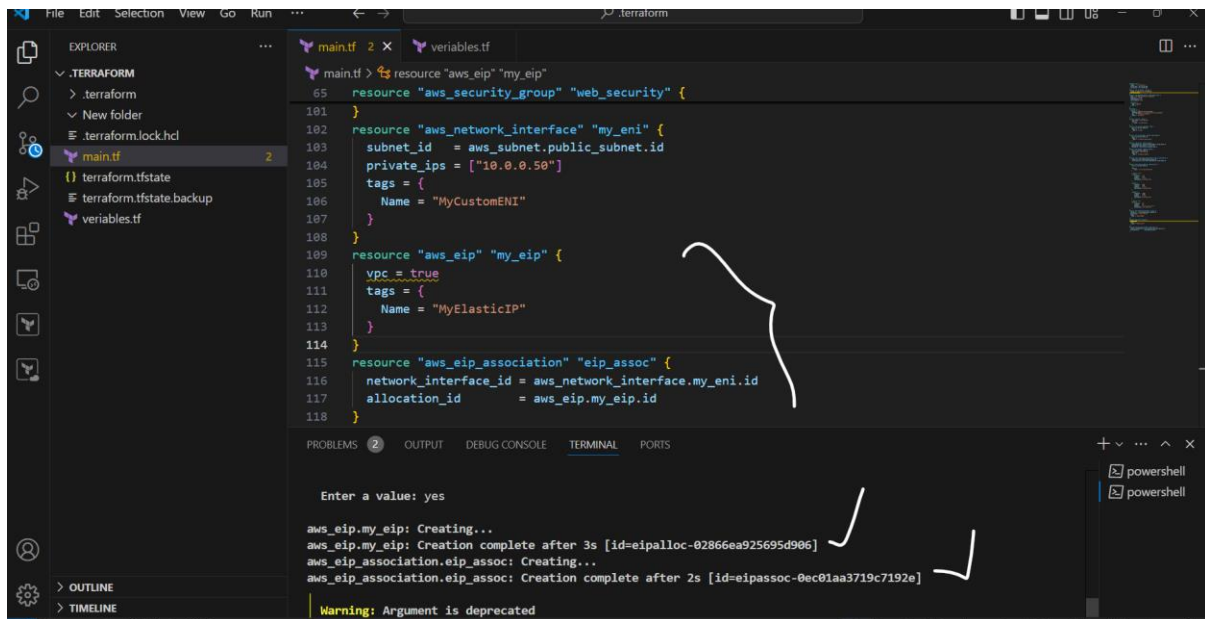 File Edit Selection View Go Run ... .terraform
EXPLORER ...
.TERRAFORM
.terraform
New folder
.terraform.lock.hcl
main.tf 2
terraform.tfstate
terraform.tfstate.backup
veriables.tf
OUTLINE
TIMELINE
main.tf 2 veriables.tf
main.tf > resource "aws_eip" "my_eip"
65 resource "aws_security_group" "web_security" {
101 }
102 resource "aws_network_interface" "my_eni" {
103 subnet_id = aws_subnet.public_subnet.id
104 private_ips = ["10.0.0.50"]
105 tags = {
106 Name = "MyCustomENI"
107 }
108 }
109 resource "aws_eip" "my_eip" {
110 vpc = true
111 tags = {
112 Name = "MyElasticIP"
113 }
114 }
115 resource "aws_eip_association" "eip_assoc" {
116 network_interface_id = aws_network_interface.my_eni.id
117 allocation_id = aws_eip.my_eip.id
118 }
PROBLEMS 2 OUTPUT DEBUG CONSOLE TERMINAL PORTS
Enter a value: yes
aws_eip.my_eip: Creating...
aws_eip.my_eip: Creation complete after 3s [id=eipalloc-02866ea925695d906]
aws_eip_association.eip_assoc: Creating...
aws_eip_association.eip_assoc: Creation complete after 2s [id=eipassoc-0ec01aa3719c7192e]
Warning: Argument is deprecated
powershell
powershell